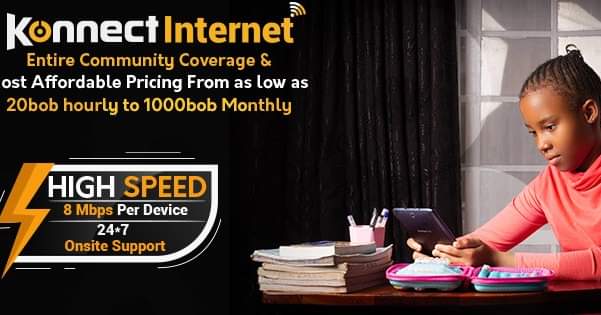 Konnect Internet
Entire Community Coverage &
ost Affordable Pricing From as low as
20bob hourly to 1000bob Monthly
HIGH SPEED
8 Mbps Per Device
24*7
Onsite Support